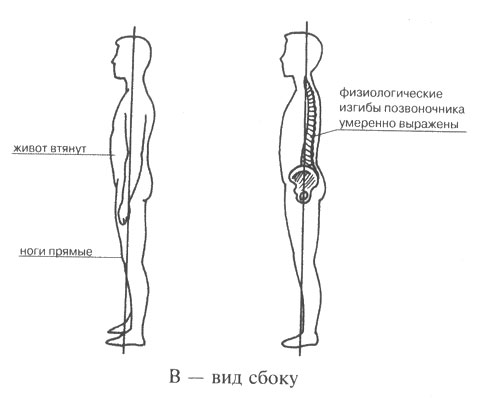 физиологические
изгибы позвоночника
умеренно выражены
живот втянут
ноги прямые
В — вид сбоку